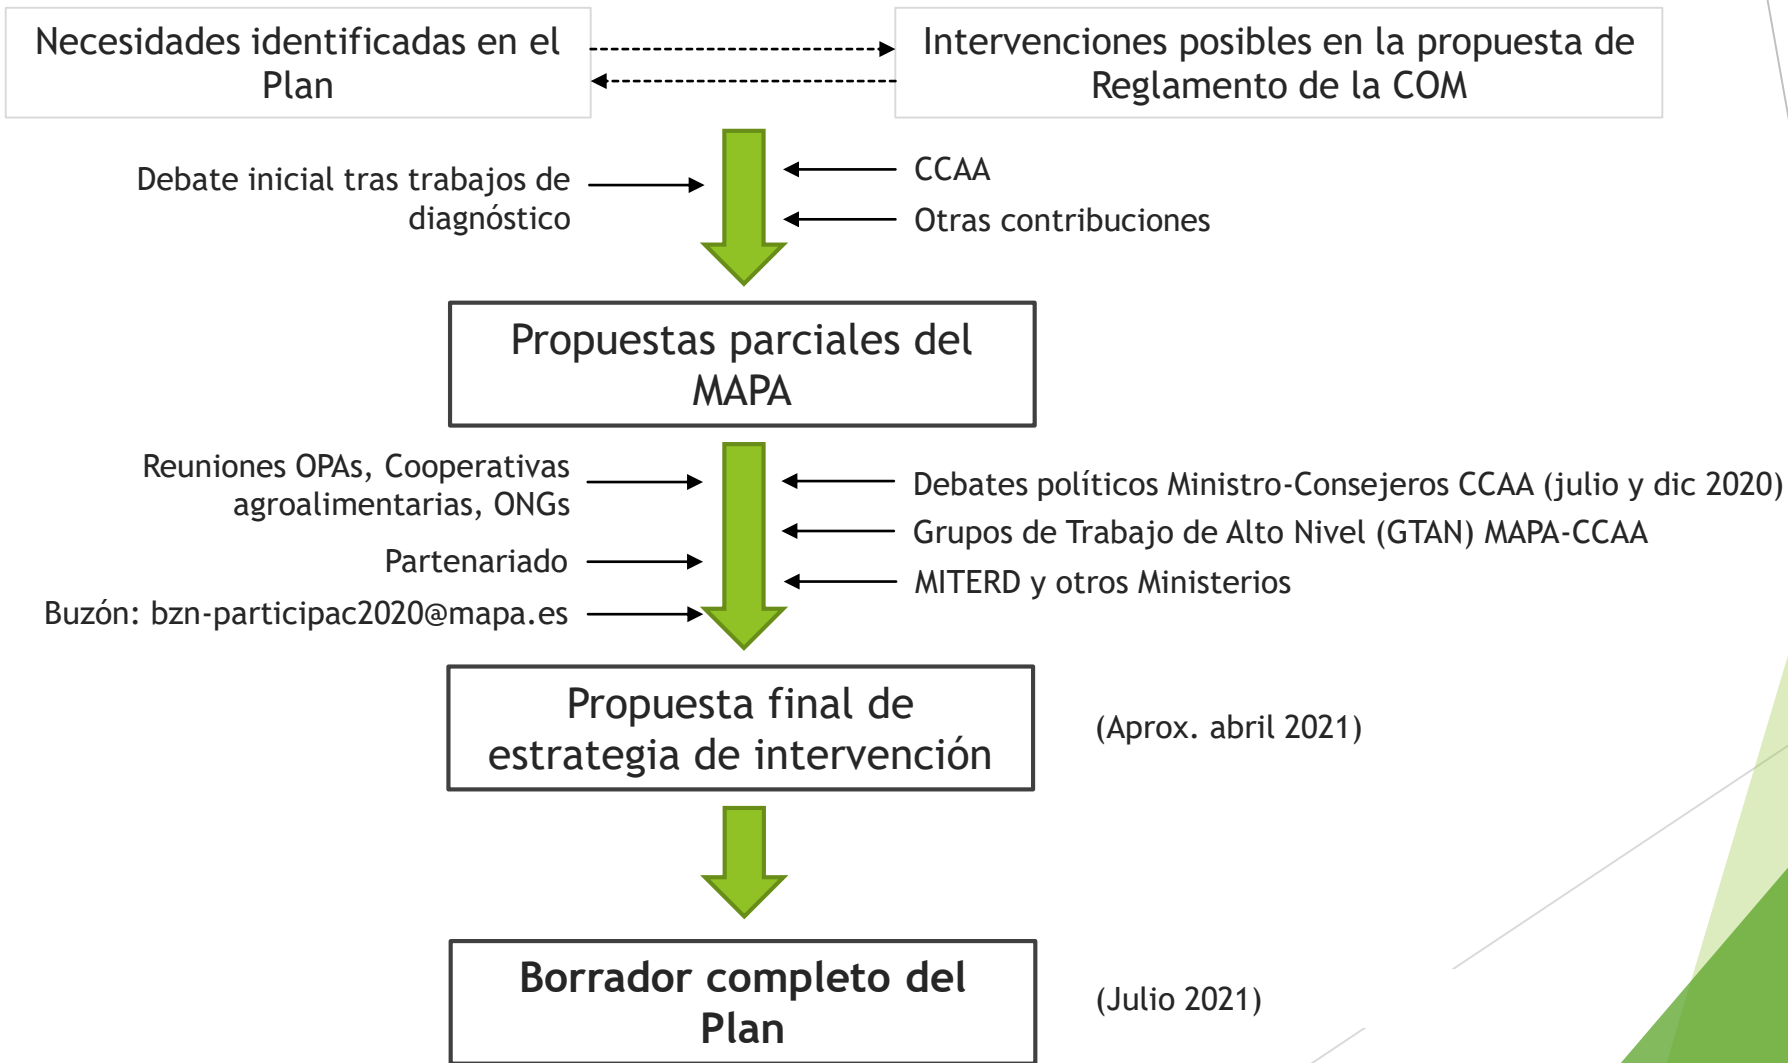 Necesidades identificadas en el
Plan
Intervenciones posibles en la propuesta de
Reglamento de la COM
Debate inicial tras trabajos de
diagnóstico
CCAA
Otras contribuciones
Propuestas parciales del
MAPA
Reuniones OPAs, Cooperativas
agroalimentarias, ONGs
Partenariado
Buzón: bzn-participac2020@mapa.es
Debates políticos Ministro-Consejeros CCAA (julio y dic 2020)
Grupos de Trabajo de Alto Nivel (GTAN) MAPA-CCAA
MITERD y otros Ministerios
Propuesta final de
estrategia de intervención
(Aprox. abril 2021)
Borrador completo del
Plan
(Julio 2021)